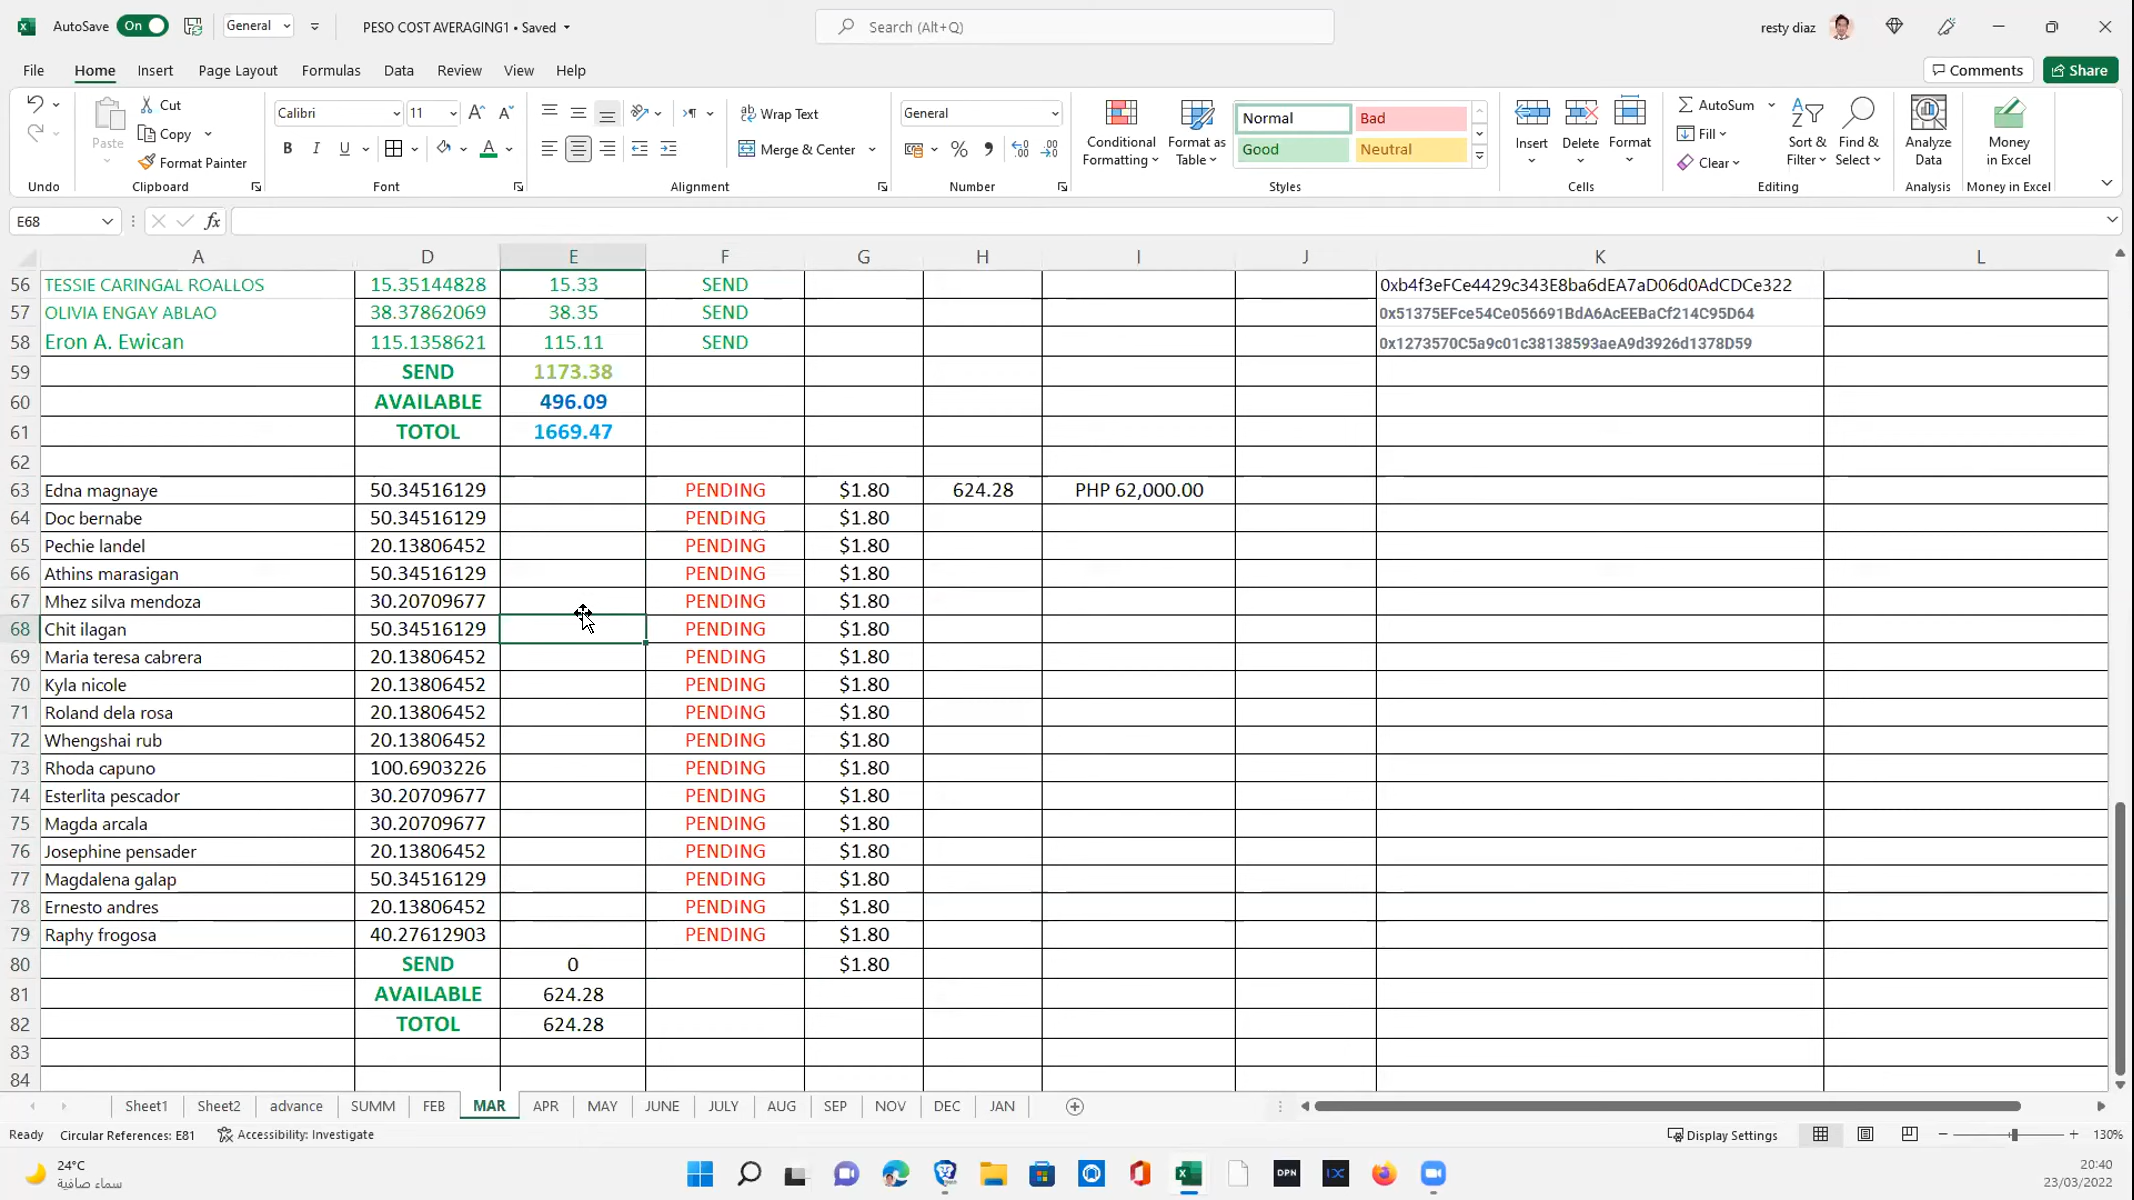 AutoSave On General PESO COST AVERAGING1 • Saved Search (Alt+Q) resty diaz
File Home Insert Page Layout Formulas Data Review View Help Comments Share
Paste Cut Copy Format Painter
Calibri 11 B I U A
Wrap Text Merge & Center
General % 9
Conditional Formatting Format as Table
Normal Bad Good Neutral
Insert Delete Format
AutoSum Fill Clear
Sort & Filter Find & Select
Analyze Data Money in Excel
Undo Clipboard Font Alignment Number Styles Cells Editing Analysis Money in Excel
E68 fx
A D E F G H I J K L
56 TESSIE CARINGAL ROALLOS 15.35144828 15.33 SEND 0xb4f3eFCe4429c343E8ba6dEA7aD06d0AdCDCe322
57 OLIVIA ENGAY ABLAO 38.37862069 38.35 SEND 0x51375EFce54Ce056691BdA6AcEEBaCf214C95D64
58 Eron A. Ewican 115.1358621 115.11 SEND 0x1273570C5a9c01c38138593aeA9d3926d1378D59
59 SEND 1173.38
60 AVAILABLE 496.09
61 TOTOL 1669.47
62
63 Edna magnaye 50.34516129 PENDING $1.80 624.28 PHP 62,000.00
64 Doc bernabe 50.34516129 PENDING $1.80
65 Pechie landel 20.13806452 PENDING $1.80
66 Athins marasigan 50.34516129 PENDING $1.80
67 Mhez silva mendoza 30.20709677 PENDING $1.80
68 Chit ilagan 50.34516129 PENDING $1.80
69 Maria teresa cabrera 20.13806452 PENDING $1.80
70 Kyla nicole 20.13806452 PENDING $1.80
71 Roland dela rosa 20.13806452 PENDING $1.80
72 Whengshai rub 20.13806452 PENDING $1.80
73 Rhoda capuno 100.6903226 PENDING $1.80
74 Esterlita pescador 30.20709677 PENDING $1.80
75 Magda arcala 30.20709677 PENDING $1.80
76 Josephine pensader 20.13806452 PENDING $1.80
77 Magdalena galap 50.34516129 PENDING $1.80
78 Ernesto andres 20.13806452 PENDING $1.80
79 Raphy frogosa 40.27612903 PENDING $1.80
80 SEND 0 $1.80
81 AVAILABLE 624.28
82 TOTOL 624.28
83
84
Sheet1 Sheet2 advance SUMM FEB MAR APR MAY JUNE JULY AUG SEP NOV DEC JAN
Ready Circular References: E81 Accessibility: Investigate Display Settings 130%
24°C
سماء صافية
DPN
20:40
23/03/2022